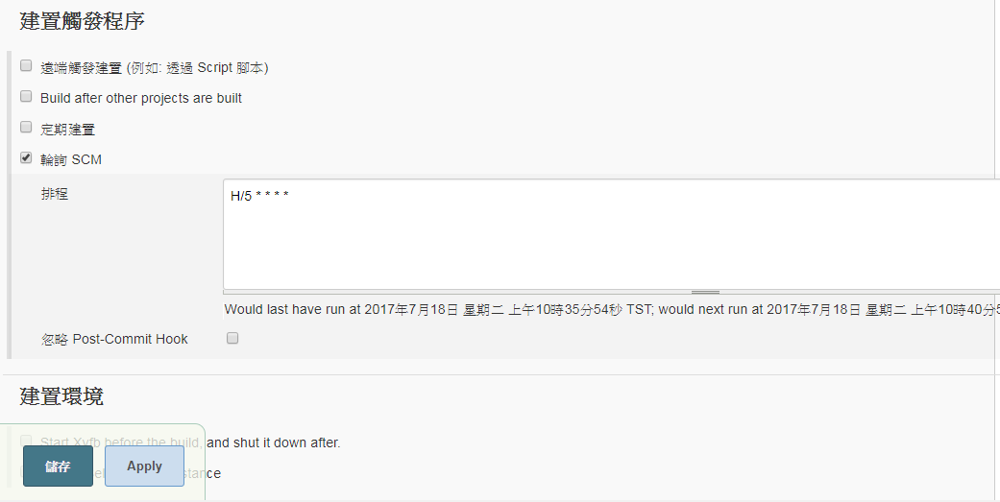 建置觸發程序
遠端觸發建置 (例如: 透過 Script 腳本)
Build after other projects are built
定期建置
輪詢 SCM
排程
H/5 * * * *
Would last have run at 2017年7月18日 星期二 上午10時35分54秒 TST; would next run at 2017年7月18日 星期二 上午10時40分5
忽略 Post-Commit Hook
建置環境
Start Xvfb before the build, and shut it down after.
儲存
Apply